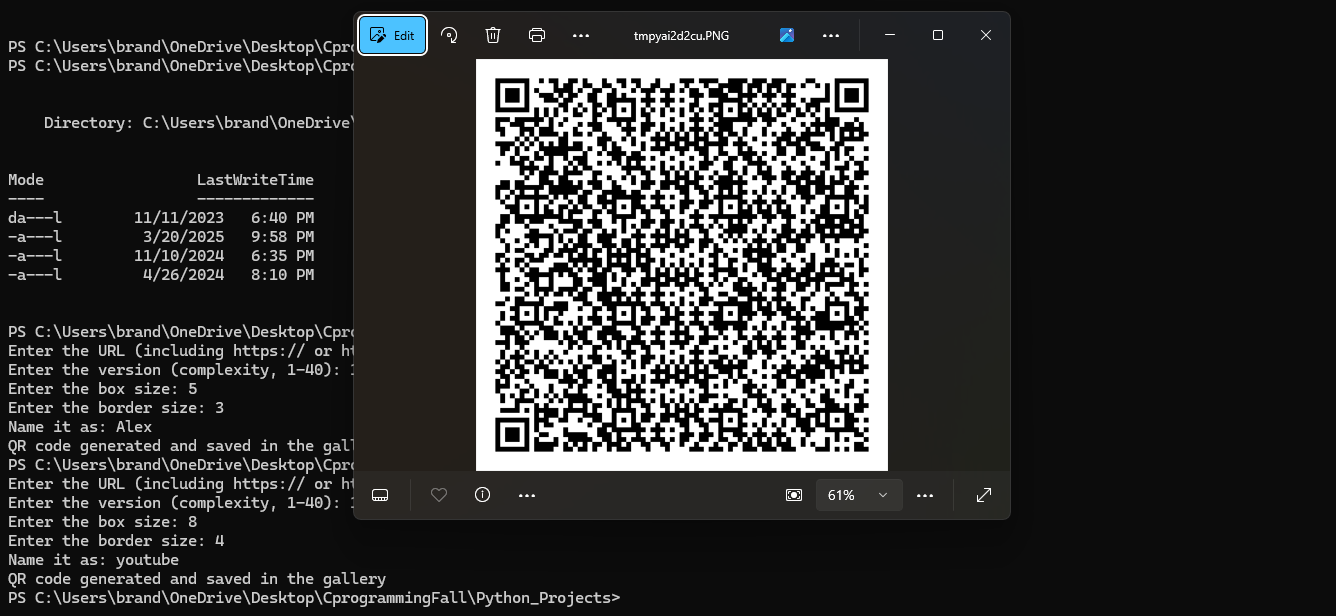 PS C:\Users\brand\OneDrive\Desktop\Cpro
PS C:\Users\brand\OneDrive\Desktop\Cpro
Directory: C:\Users\brand\OneDrive\
Mode LastWriteTime
---- -------------
da---l 11/11/2023 6:40 PM
-a---l 3/20/2025 9:58 PM
-a---l 11/10/2024 6:35 PM
-a---l 4/26/2024 8:10 PM
PS C:\Users\brand\OneDrive\Desktop\Cpro
Enter the URL (including https:// or ht
Enter the version (complexity, 1-40): 1
Enter the box size: 5
Enter the border size: 3
Name it as: Alex
QR code generated and saved in the gall
PS C:\Users\brand\OneDrive\Desktop\Cpro
Enter the URL (including https:// or ht
Enter the version (complexity, 1-40): 1
Enter the box size: 8
Enter the border size: 4
Name it as: youtube
QR code generated and saved in the gallery
PS C:\Users\brand\OneDrive\Desktop\CprogrammingFall\Python_Projects>
Edit
tmpyai2d2cu.PNG
61%